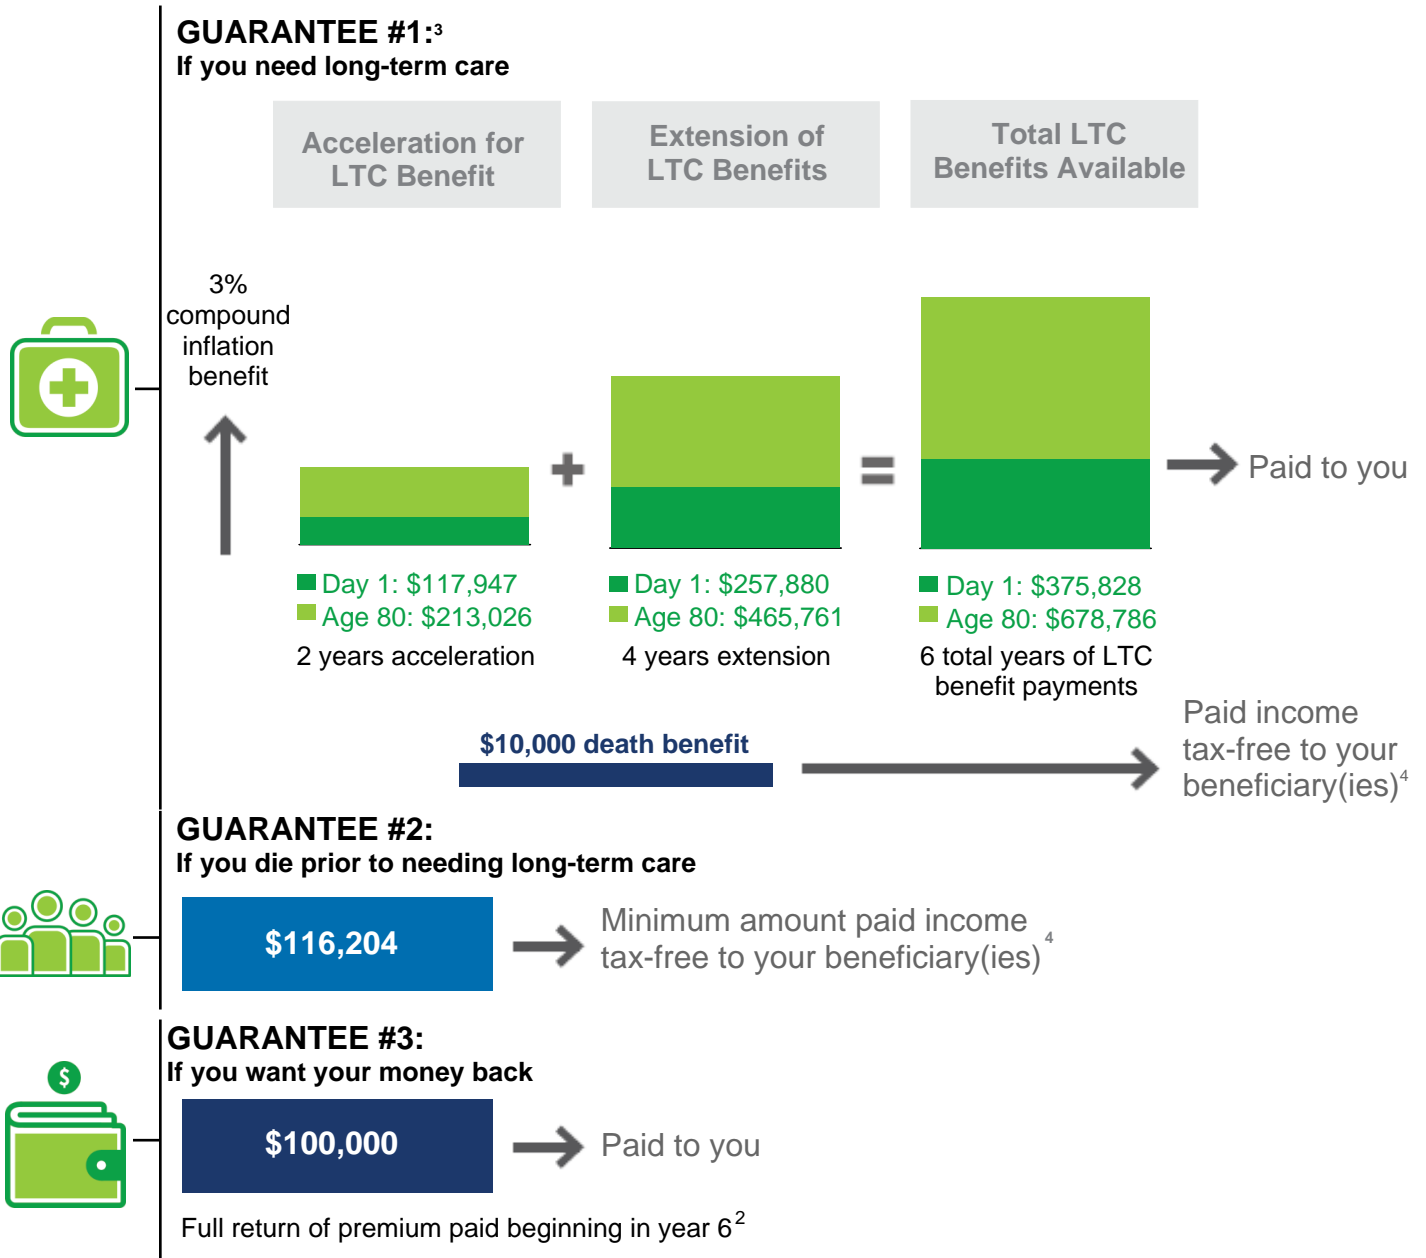 GUARANTEE #1:³
If you need long-term care
Acceleration for
LTC Benefit
Extension of
LTC Benefits
Total LTC
Benefits Available
3%
compound
inflation
benefit
Paid to you
Day 1: $117,947
Age 80: $213,026
2 years acceleration
Day 1: $257,880
Age 80: $465,761
4 years extension
Day 1: $375,828
Age 80: $678,786
6 total years of LTC
benefit payments
$10,000 death benefit
Paid income
tax-free to your
beneficiary(ies)⁴
GUARANTEE #2:
If you die prior to needing long-term care
$116,204
Minimum amount paid income
tax-free to your beneficiary(ies)⁴
GUARANTEE #3:
If you want your money back
$
$100,000
Paid to you
Full return of premium paid beginning in year 6²